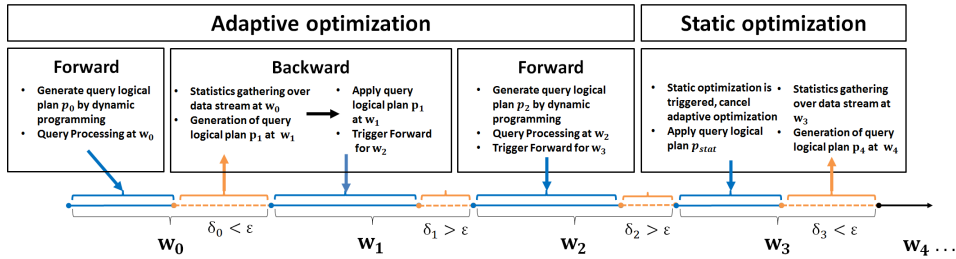 Adaptive optimization
Static optimization
Forward
• Generate query logical
plan p₀ by dynamic
programming
• Query Processing at w₀
Backward
• Statistics gathering over
data stream at w₀
• Generation of query
logical plan p₁ at w₁
• Apply query
logical plan p₁
at w₁
• Trigger Forward
for w₂
Forward
• Generate query logical
plan p₂ by dynamic
programming
• Query Processing at w₂
• Trigger Forward for w₃
• Static optimization is
triggered, cancel
adaptive optimization
• Apply query logical
plan pₛₜₐₜ
• Statistics gathering
over data stream at
w₃
• Generation of query
logical plan p₄ at w₄
δ₀ < ε
δ₁ > ε
δ₂ > ε
δ₃ < ε
w₀
w₁
w₂
w₃
w₄ ...